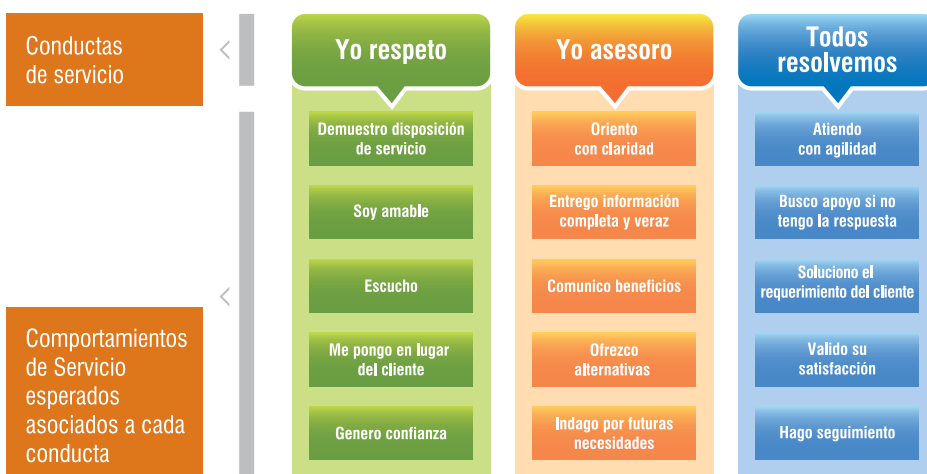 Conductas
de servicio
Yo respeto
Yo asesoro
Todos
resolvemos
Demuestro disposición
de servicio
Soy amable
Escucho
Me pongo en lugar
del cliente
Genero confianza
Oriento
con claridad
Entrego información
completa y veraz
Comunico beneficios
Ofrezco
alternativas
Indago por futuras
necesidades
Atiendo
con agilidad
Busco apoyo si no
tengo la respuesta
Soluciono el
requerimiento del cliente
Valido su
satisfacción
Hago seguimiento
Comportamientos
de Servicio
esperados
asociados a cada
conducta